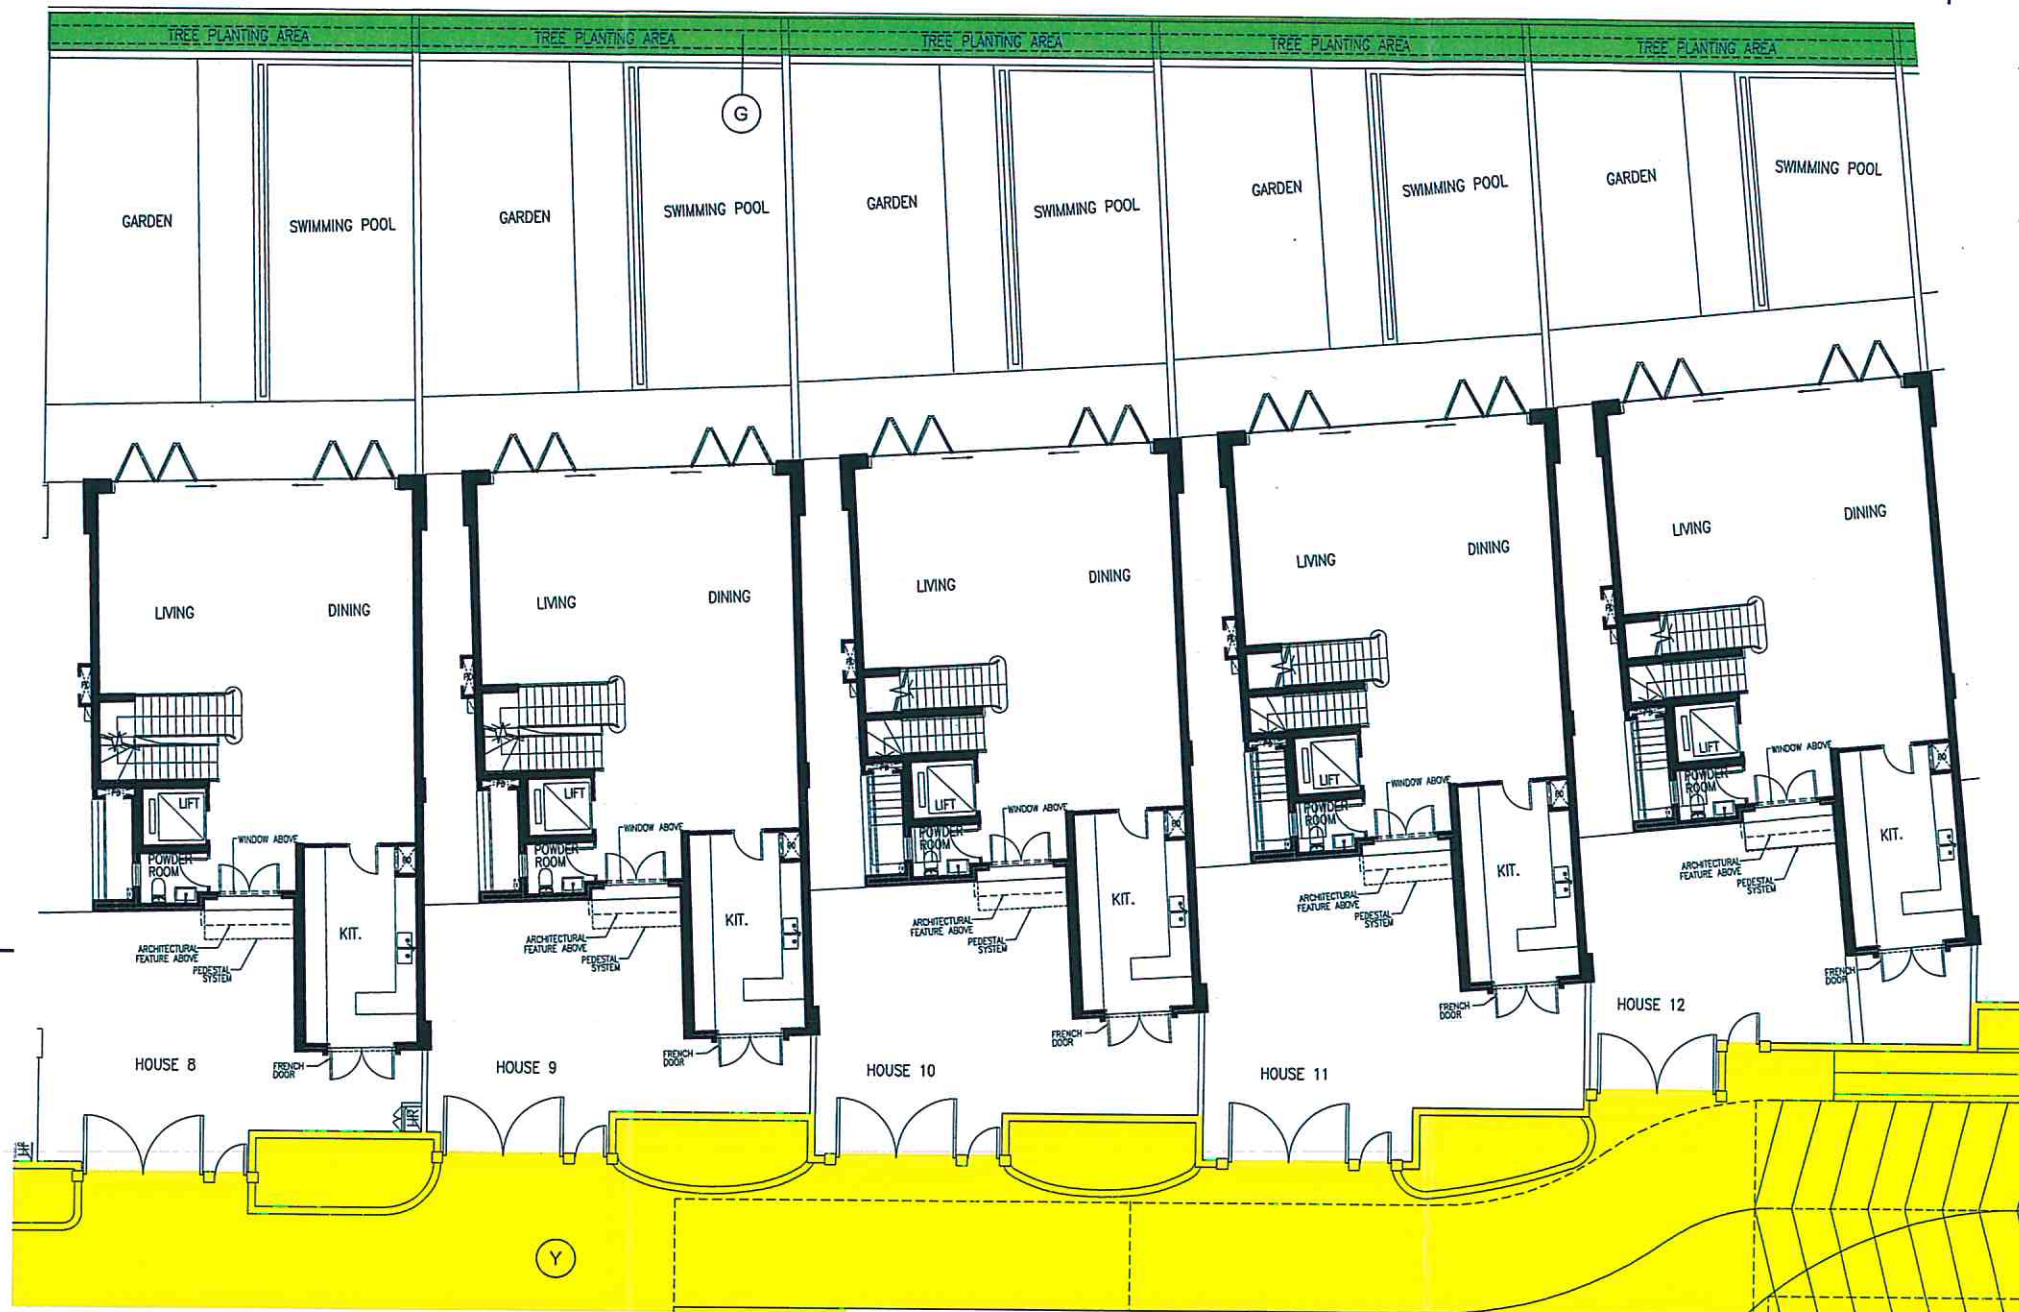 TREE PLANTING AREA
TREE PLANTING AREA
TREE PLANTING AREA
TREE PLANTING AREA
TREE PLANTING AREA
G
GARDEN
SWIMMING POOL
GARDEN
SWIMMING POOL
GARDEN
SWIMMING POOL
GARDEN
SWIMMING POOL
GARDEN
SWIMMING POOL
LIVING
DINING
LIVING
DINING
LIVING
DINING
LIVING
DINING
LIVING
DINING
LIFT
POWDER
ROOM
WINDOW ABOVE
KIT.
ARCHITECTURAL
FEATURE ABOVE
PEDESTAL
SYSTEM
FRENCH
DOOR
HOUSE 8
LIFT
POWDER
ROOM
WINDOW ABOVE
KIT.
ARCHITECTURAL
FEATURE ABOVE
PEDESTAL
SYSTEM
FRENCH
DOOR
HOUSE 9
LIFT
POWDER
ROOM
WINDOW ABOVE
KIT.
ARCHITECTURAL
FEATURE ABOVE
PEDESTAL
SYSTEM
FRENCH
DOOR
HOUSE 10
LIFT
POWDER
ROOM
WINDOW ABOVE
KIT.
ARCHITECTURAL
FEATURE ABOVE
PEDESTAL
SYSTEM
FRENCH
DOOR
HOUSE 11
LIFT
POWDER
ROOM
WINDOW ABOVE
KIT.
ARCHITECTURAL
FEATURE ABOVE
PEDESTAL
SYSTEM
FRENCH
DOOR
HOUSE 12
HR
Y